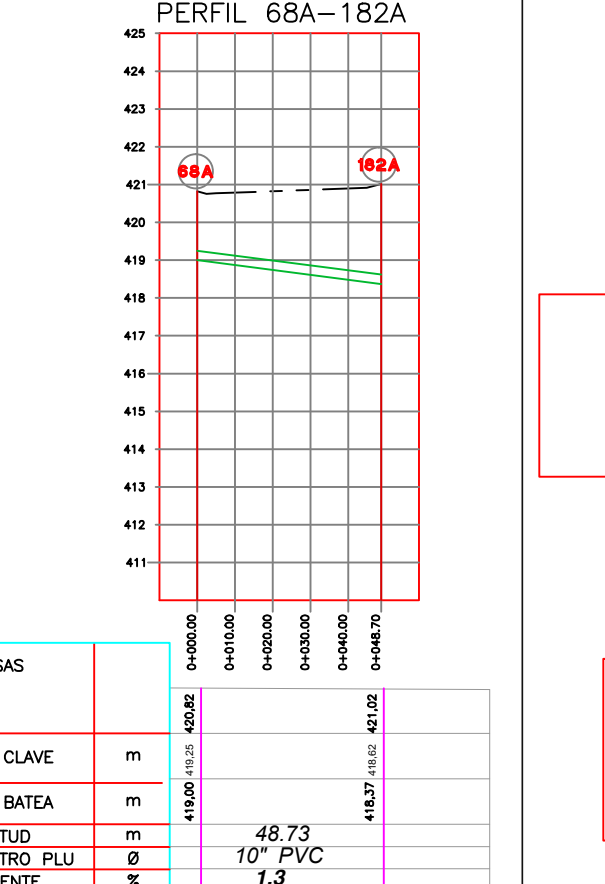 PERFIL 68A-182A
425
424
423
422
421
420
419
418
417
416
415
414
413
412
411
68A
182A
0+000.00
0+010.00
0+020.00
0+030.00
0+040.00
0+048.70
SAS
420,82
421,02
CLAVE m 419,25 418,62
BATEA m 419,00 418,37
TUD m 48.73
TRO PLU Ø 10" PVC
ENTE % 1.3